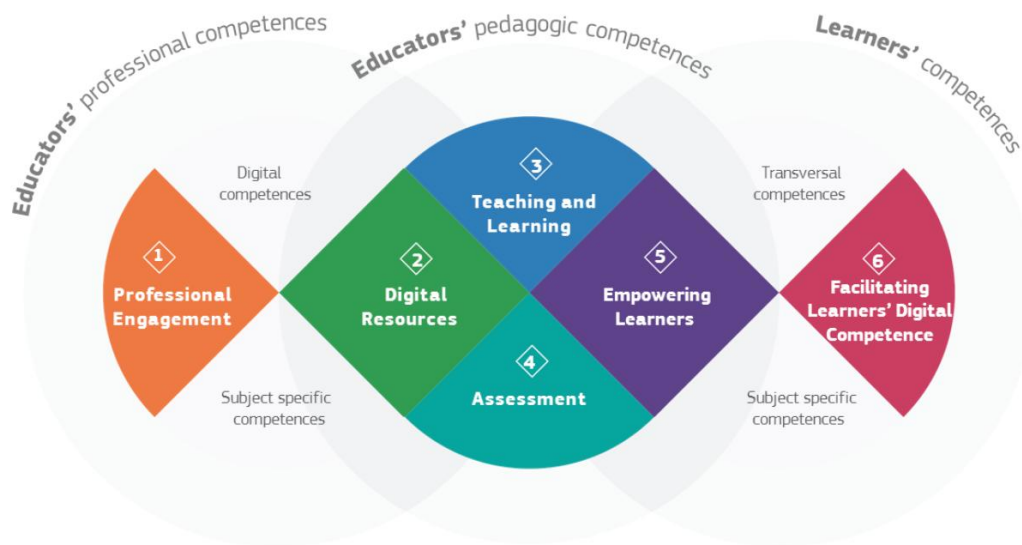 Educators' professional competences
Educators' pedagogic competences
Learners' competences
Digital
competences
Transversal
competences
1
Professional
Engagement
2
Digital
Resources
3
Teaching and
Learning
4
Assessment
5
Empowering
Learners
6
Facilitating
Learners' Digital
Competence
Subject specific
competences
Subject specific
competences